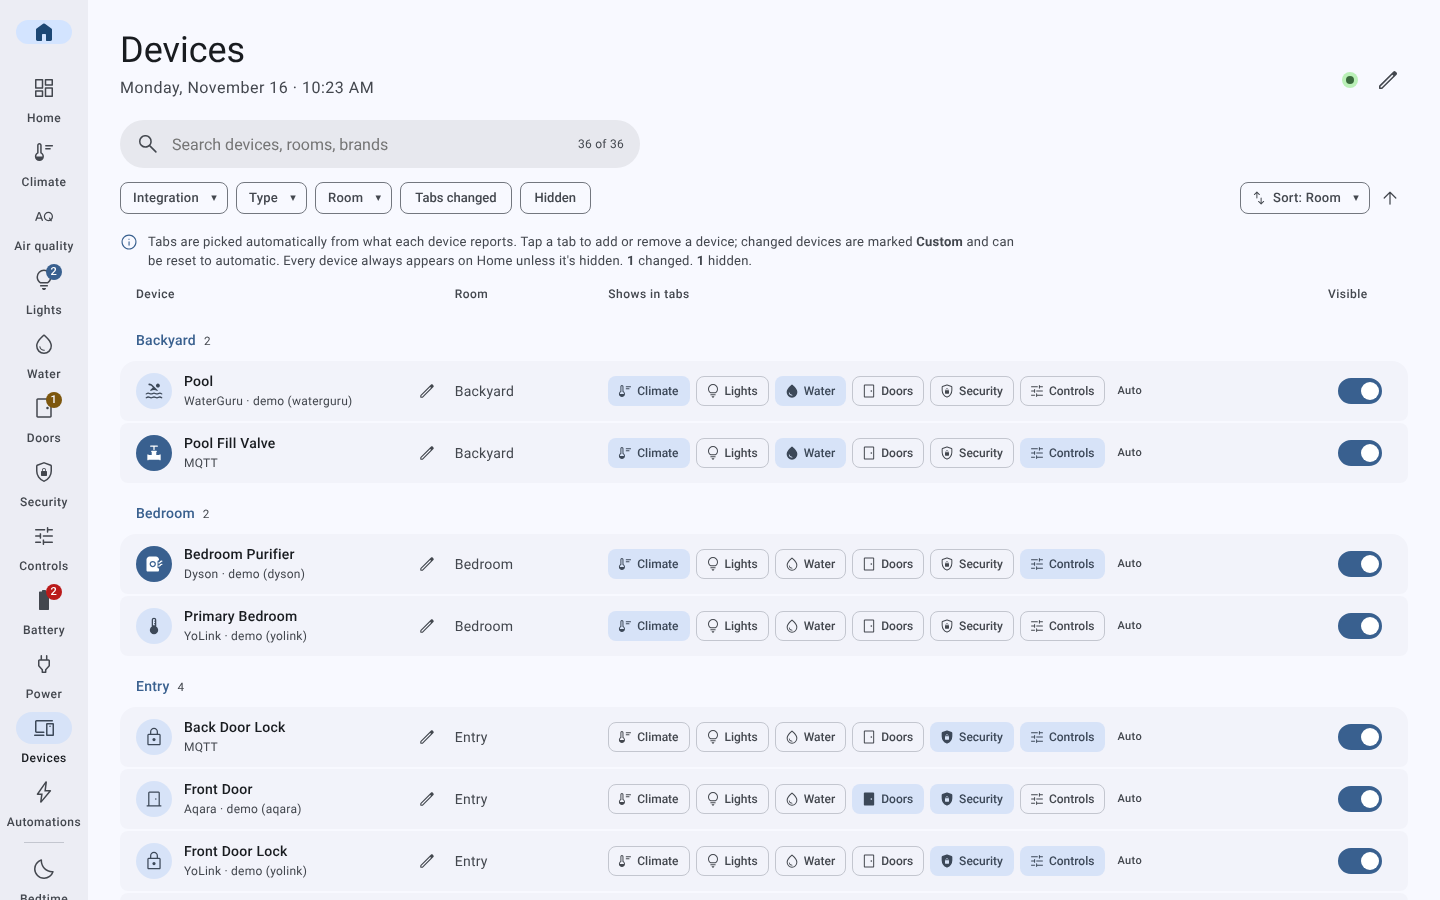 Devices
Monday, November 16 · 10:23 AM
Search devices, rooms, brands 36 of 36
Integration ▾ Type ▾ Room ▾ Tabs changed Hidden Sort: Room ▾
Tabs are picked automatically from what each device reports. Tap a tab to add or remove a device; changed devices are marked Custom and can
be reset to automatic. Every device always appears on Home unless it's hidden. 1 changed. 1 hidden.
Device Room Shows in tabs Visible
Backyard 2
Pool
WaterGuru · demo (waterguru)
Backyard Climate Lights Water Doors Security Controls Auto
Pool Fill Valve
MQTT
Backyard Climate Lights Water Doors Security Controls Auto
Bedroom 2
Bedroom Purifier
Dyson · demo (dyson)
Bedroom Climate Lights Water Doors Security Controls Auto
Primary Bedroom
YoLink · demo (yolink)
Bedroom Climate Lights Water Doors Security Controls Auto
Entry 4
Back Door Lock
MQTT
Entry Climate Lights Water Doors Security Controls Auto
Front Door
Aqara · demo (aqara)
Entry Climate Lights Water Doors Security Controls Auto
Front Door Lock
YoLink · demo (yolink)
Entry Climate Lights Water Doors Security Controls Auto
Home
Climate
AQ
Air quality
2
Lights
Water
1
Doors
Security
Controls
2
Battery
Power
Devices
Automations
Bedtime